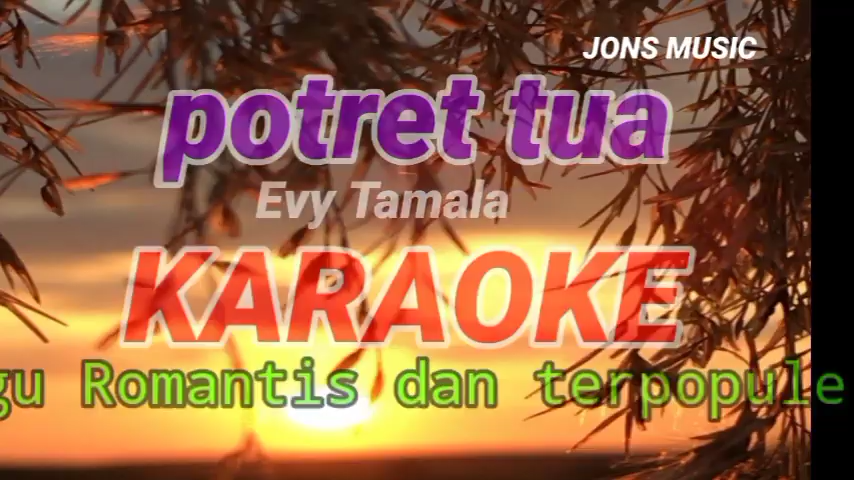 JONS MUSIC
potret tua
Evy Tamala
KARAOKE
gu Romantis dan terpopule